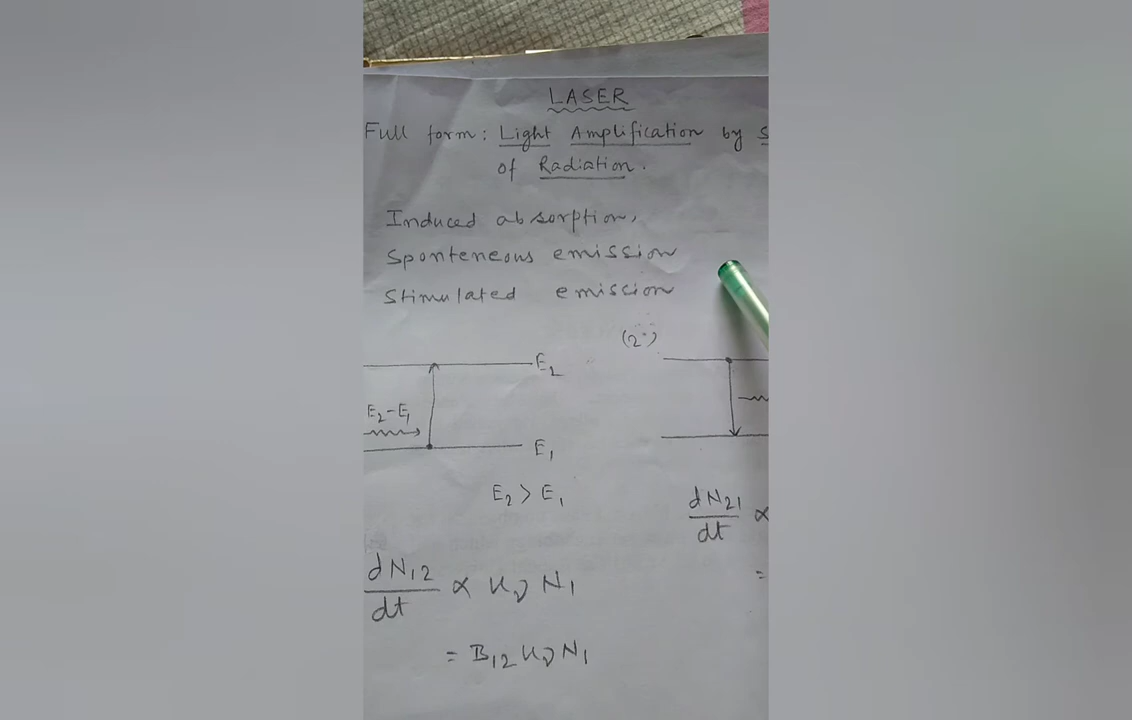 LASER
Full form: Light Amplification by S
of Radiation.
Induced absorption,
Sponteneous emission
Stimulated emission
(2)
E2
E2-E1
E1
E2 > E1
dN21/dt ∝
=
dN12/dt ∝ uν N1
= B12 uν N1